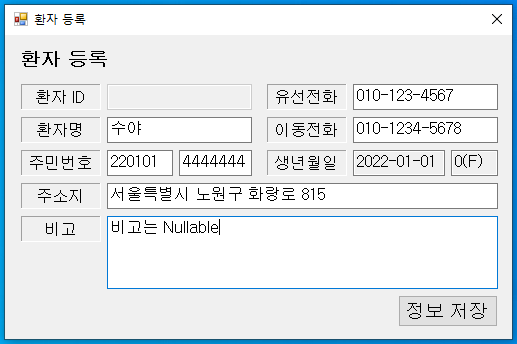 환자 등록
환자 등록
환자 ID
유선전화 010-123-4567
환자명 수야 이동전화 010-1234-5678
주민번호 220101 4444444 생년월일 2022-01-01 0(F)
주소지 서울특별시 노원구 화랑로 815
비고 비고는 Nullable
정보 저장